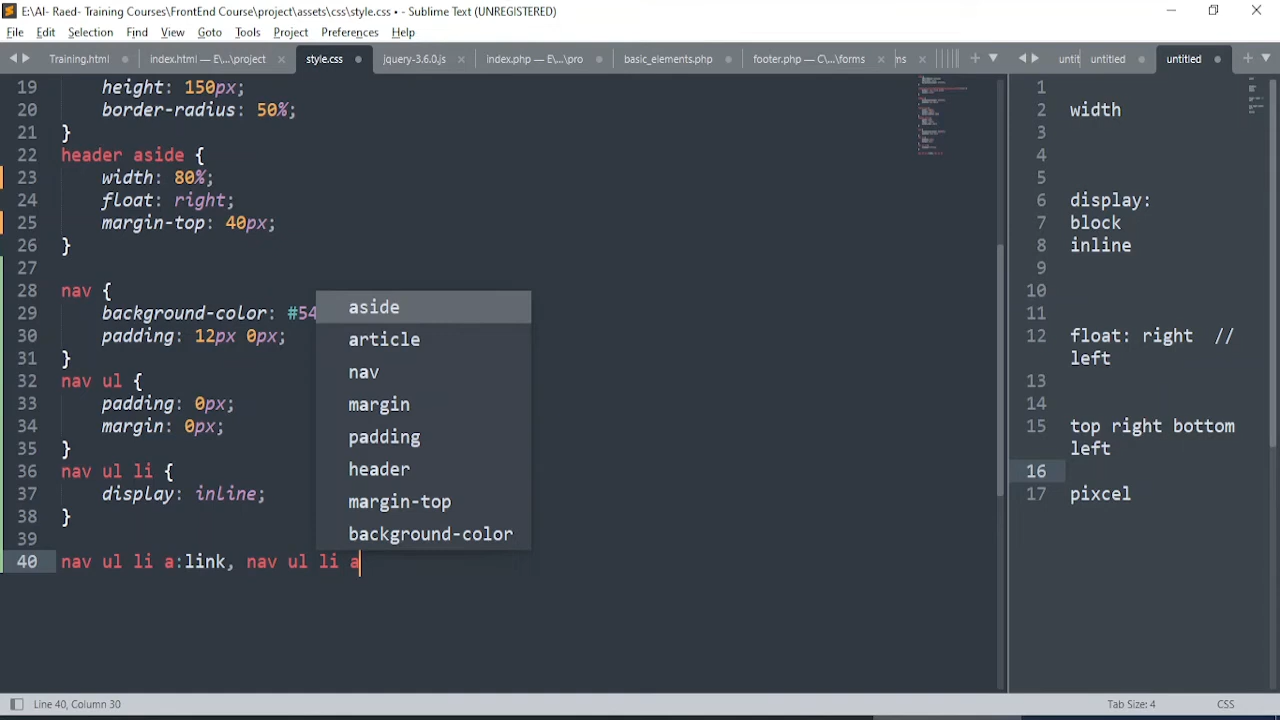 E:\AI- Raed- Training Courses\FrontEnd Course\project\assets\css\style.css • - Sublime Text (UNREGISTERED)
File Edit Selection Find View Goto Tools Project Preferences Help
Training.html index.html — E:\...\project style.css jquery-3.6.0.js index.php — E:\...\pro basic_elements.php footer.php — C:\...\forms ns untit untitled untitled
19 height: 150px;
20 border-radius: 50%;
21 }
22 header aside {
23 width: 80%;
24 float: right;
25 margin-top: 40px;
26 }
27
28 nav {
29 background-color: #54
30 padding: 12px 0px;
31 }
32 nav ul {
33 padding: 0px;
34 margin: 0px;
35 }
36 nav ul li {
37 display: inline;
38 }
39
40 nav ul li a:link, nav ul li a
aside
article
nav
margin
padding
header
margin-top
background-color
1
2 width
3
4
5
6 display:
7 block
8 inline
9
10
11
12 float: right //
left
13
14
15 top right bottom
left
16
17 pixcel
Line 40, Column 30 Tab Size: 4 CSS